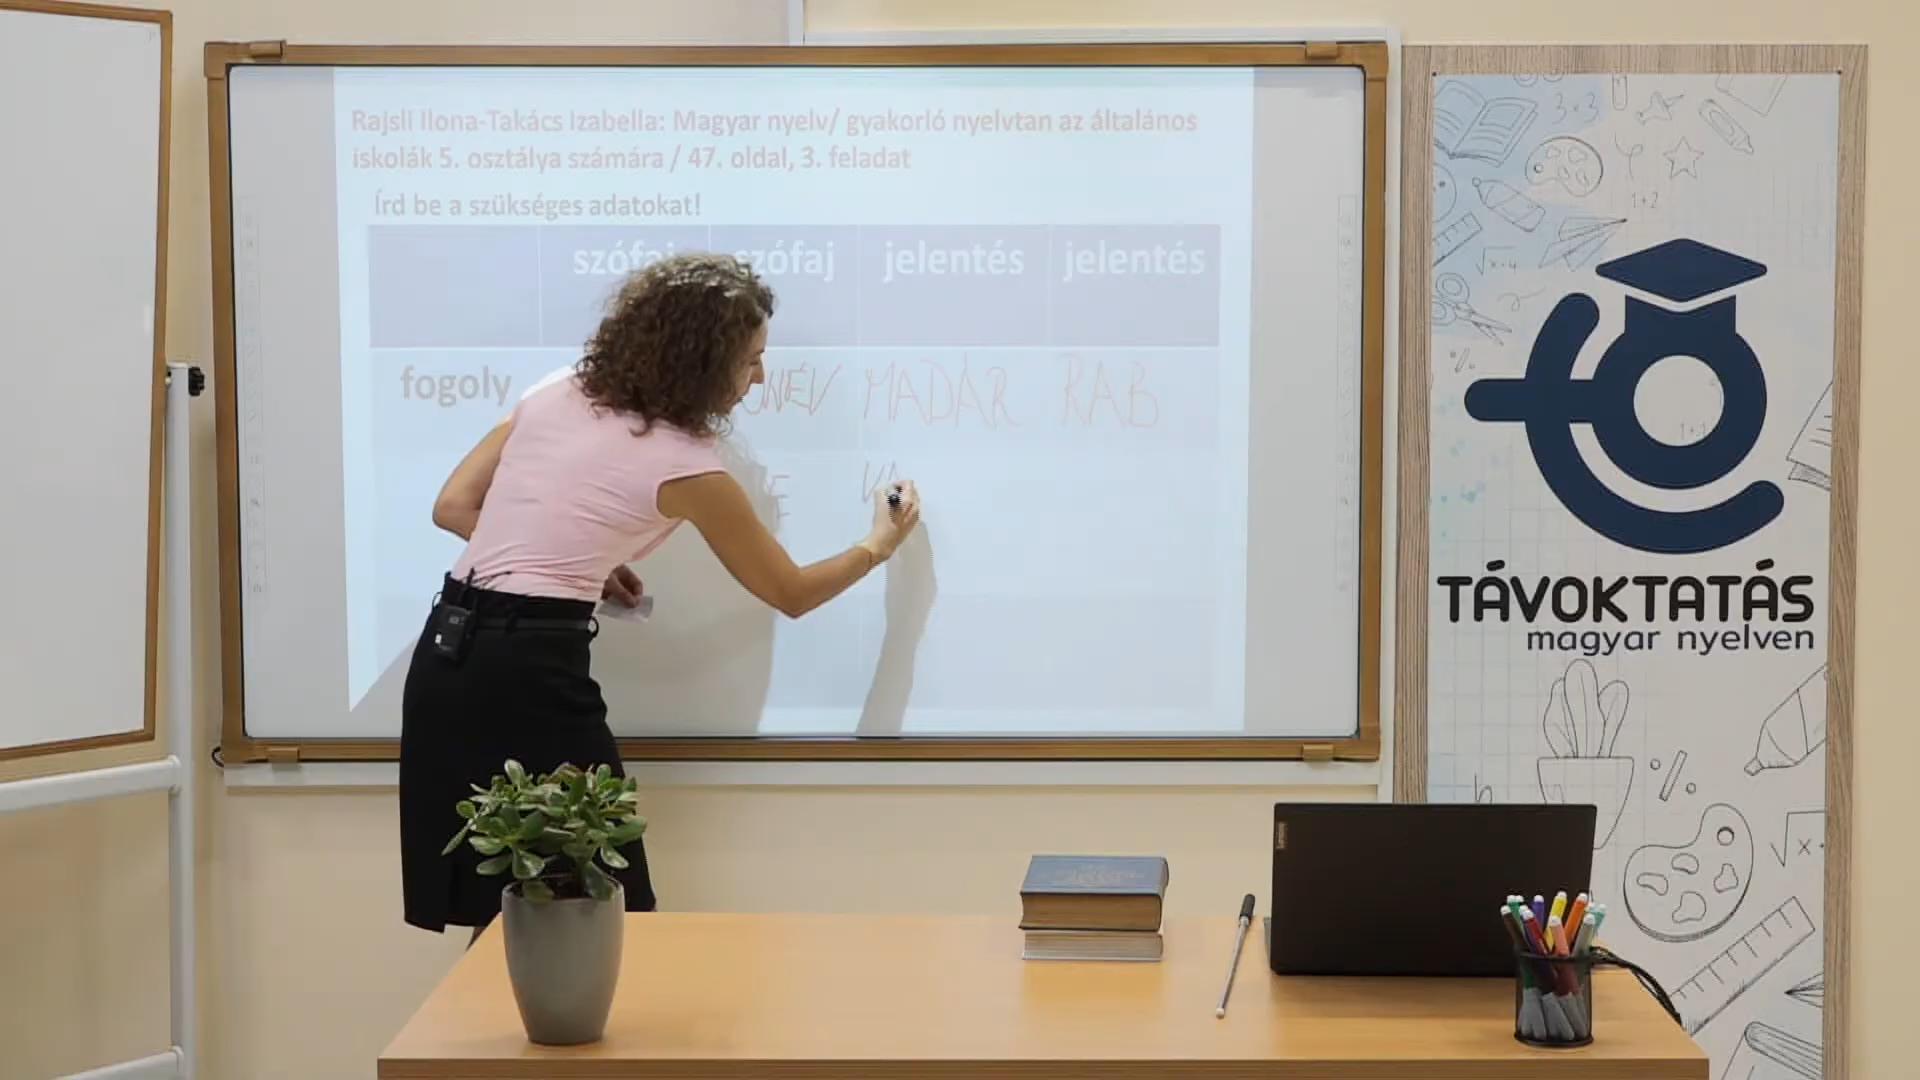 Rajsli Ilona-Takács Izabella: Magyar nyelv/ gyakorló nyelvtan az általános
iskolák 5. osztálya számára / 47. oldal, 3. feladat
Írd be a szükséges adatokat!
szófaj szófaj jelentés jelentés
fogoly MADÁR RAB
TÁVOKTATÁS
magyar nyelven